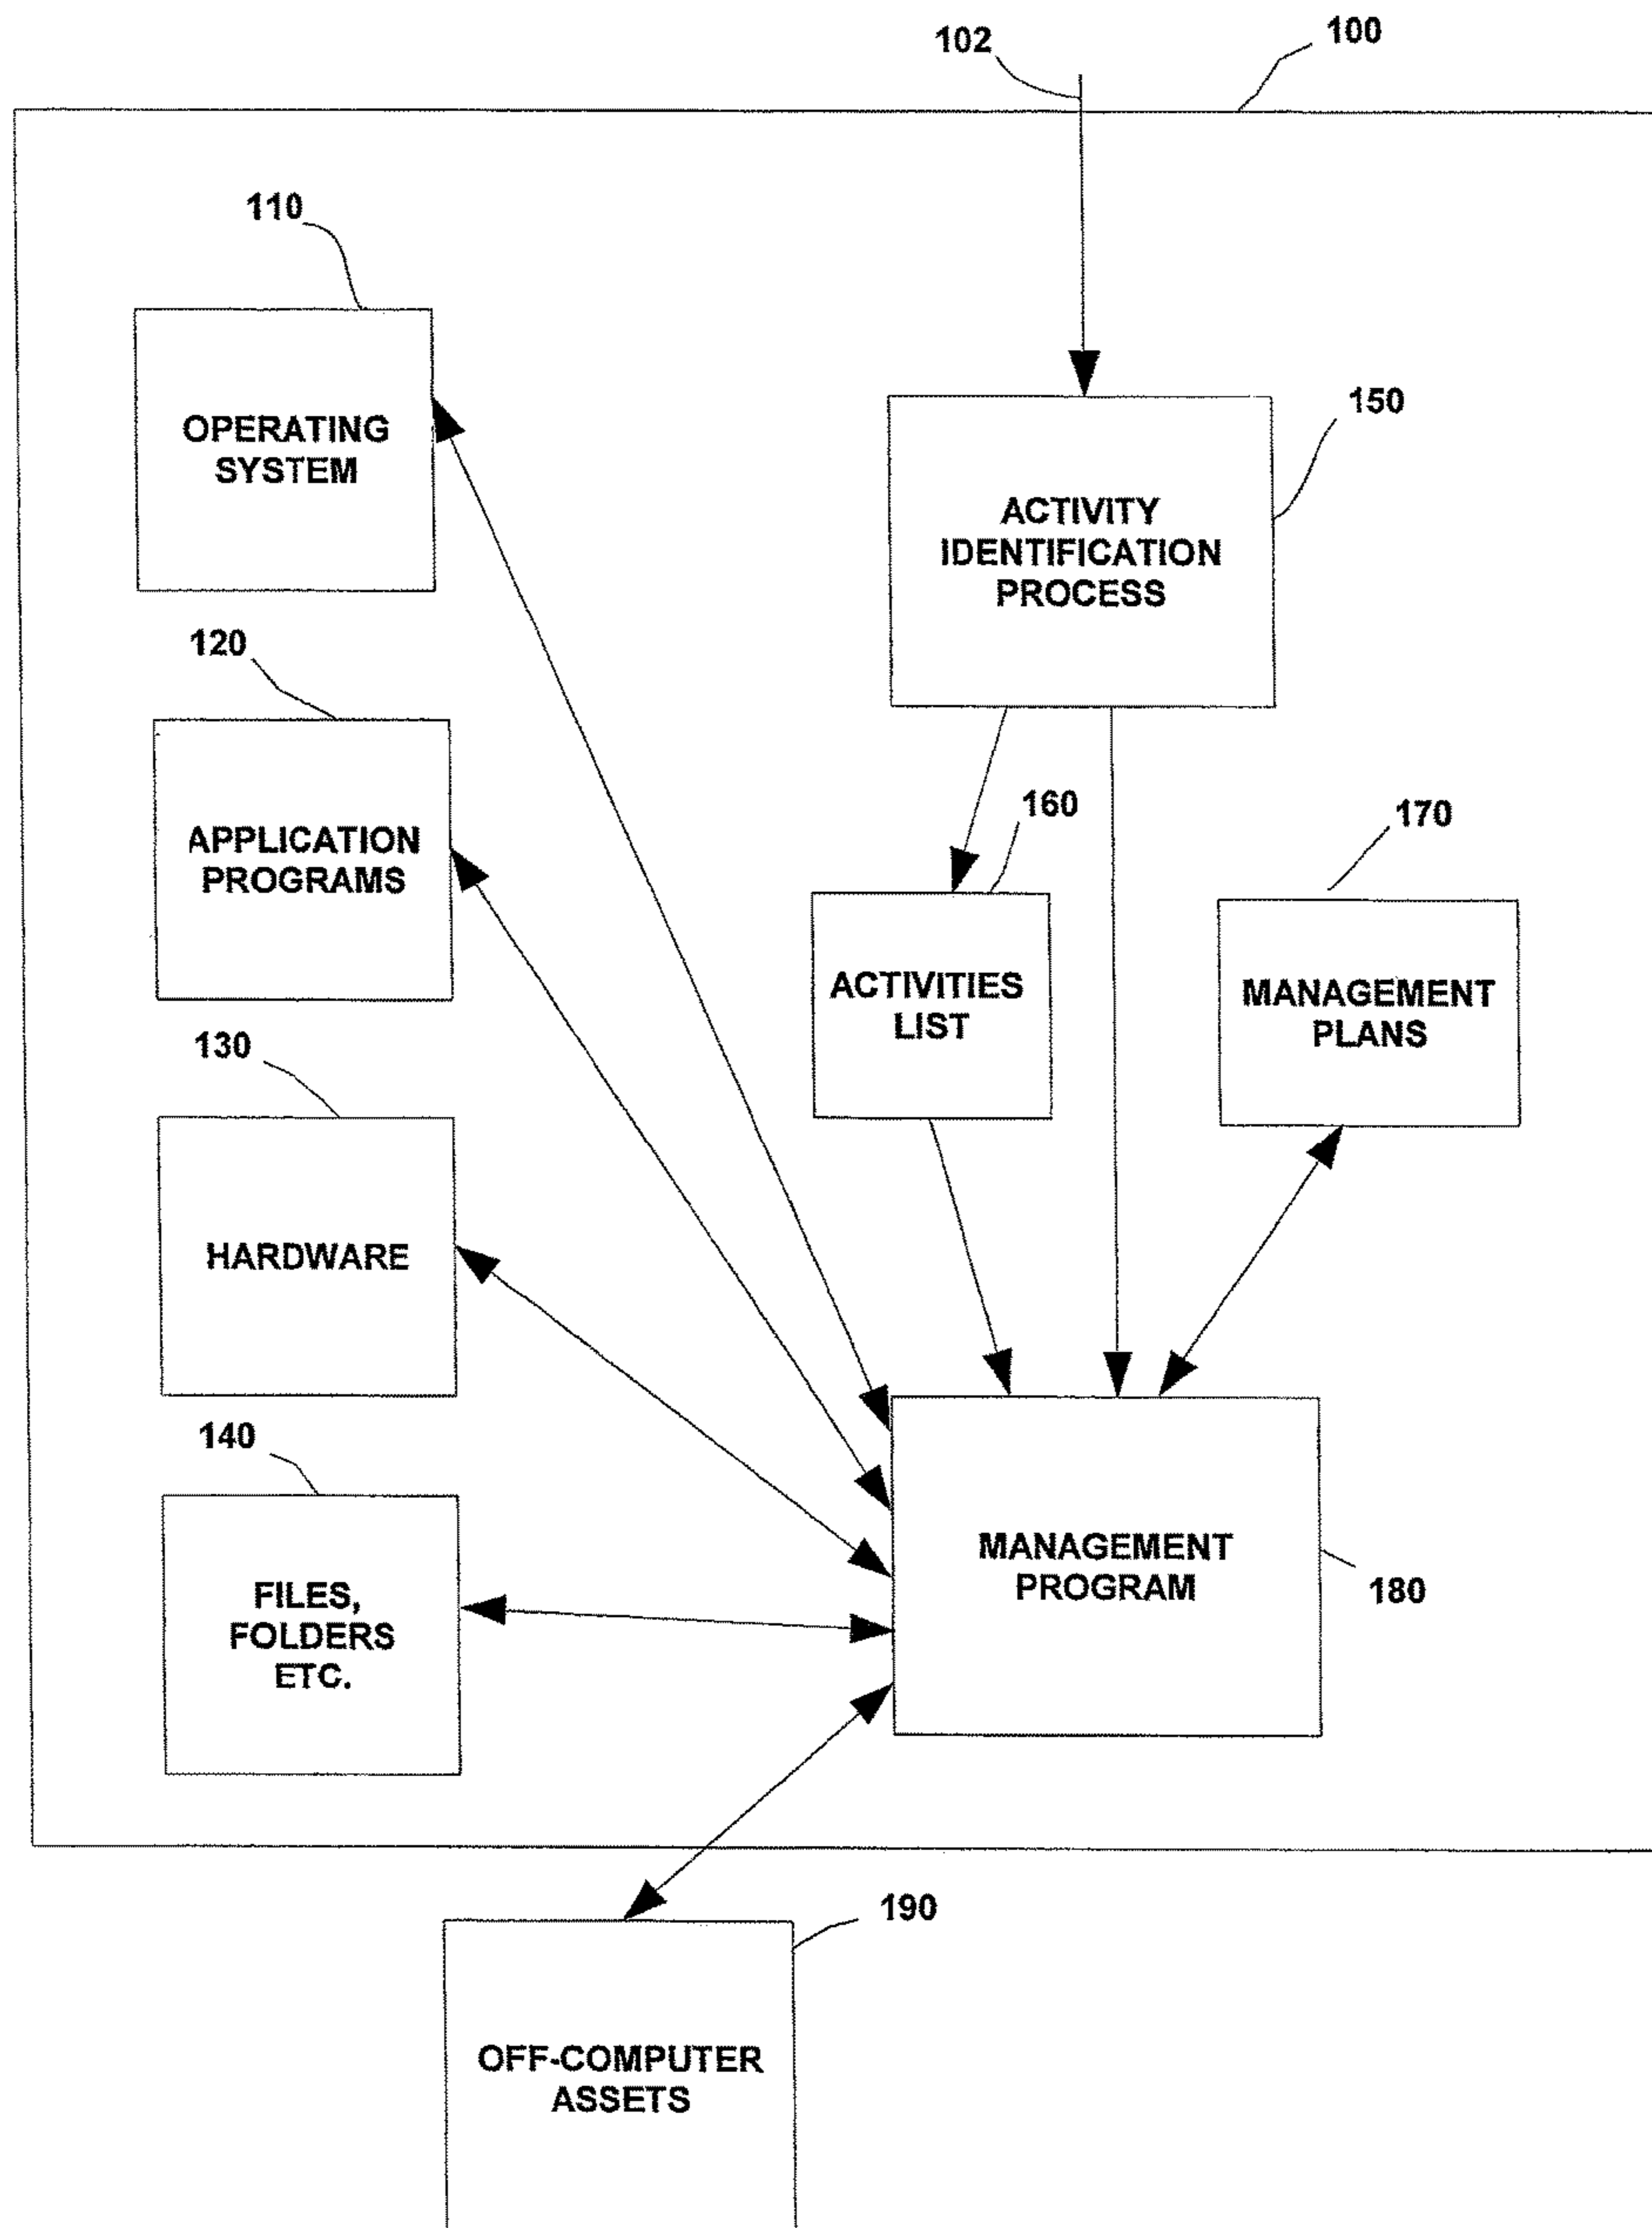 102
100
110
OPERATING
SYSTEM
150
ACTIVITY
IDENTIFICATION
PROCESS
120
APPLICATION
PROGRAMS
160
170
ACTIVITIES
LIST
MANAGEMENT
PLANS
130
HARDWARE
140
FILES,
FOLDERS
ETC.
MANAGEMENT
PROGRAM
180
190
OFF-COMPUTER
ASSETS